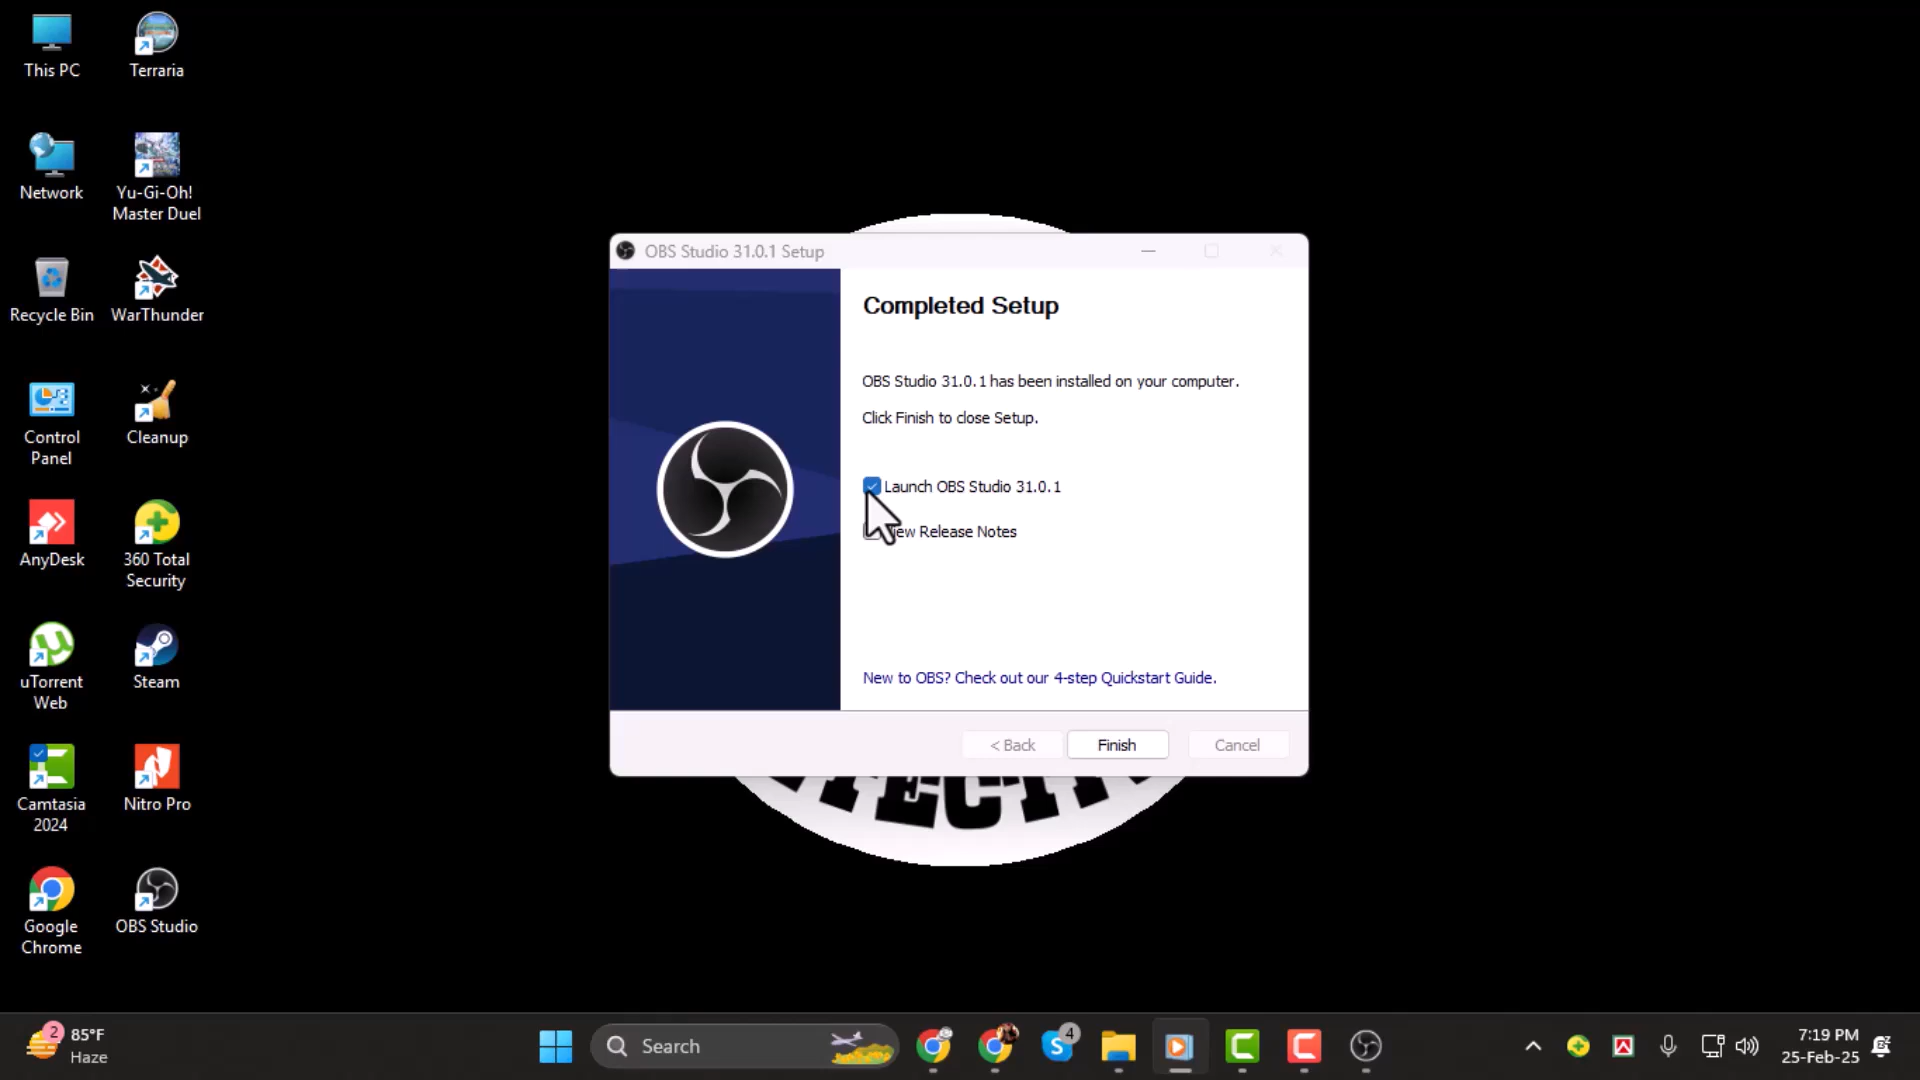 This PC
Terraria
Network
Yu-Gi-Oh!
Master Duel
Recycle Bin
WarThunder
Control
Panel
Cleanup
AnyDesk
360 Total
Security
uTorrent
Web
Steam
Camtasia
2024
Nitro Pro
Google
Chrome
OBS Studio
OBS Studio 31.0.1 Setup
Completed Setup
OBS Studio 31.0.1 has been installed on your computer.
Click Finish to close Setup.
Launch OBS Studio 31.0.1
Release Notes
New to OBS? Check out our 4-step Quickstart Guide.
< Back
Finish
Cancel
2
85°F
Haze
Search
4
7:19 PM
25-Feb-25